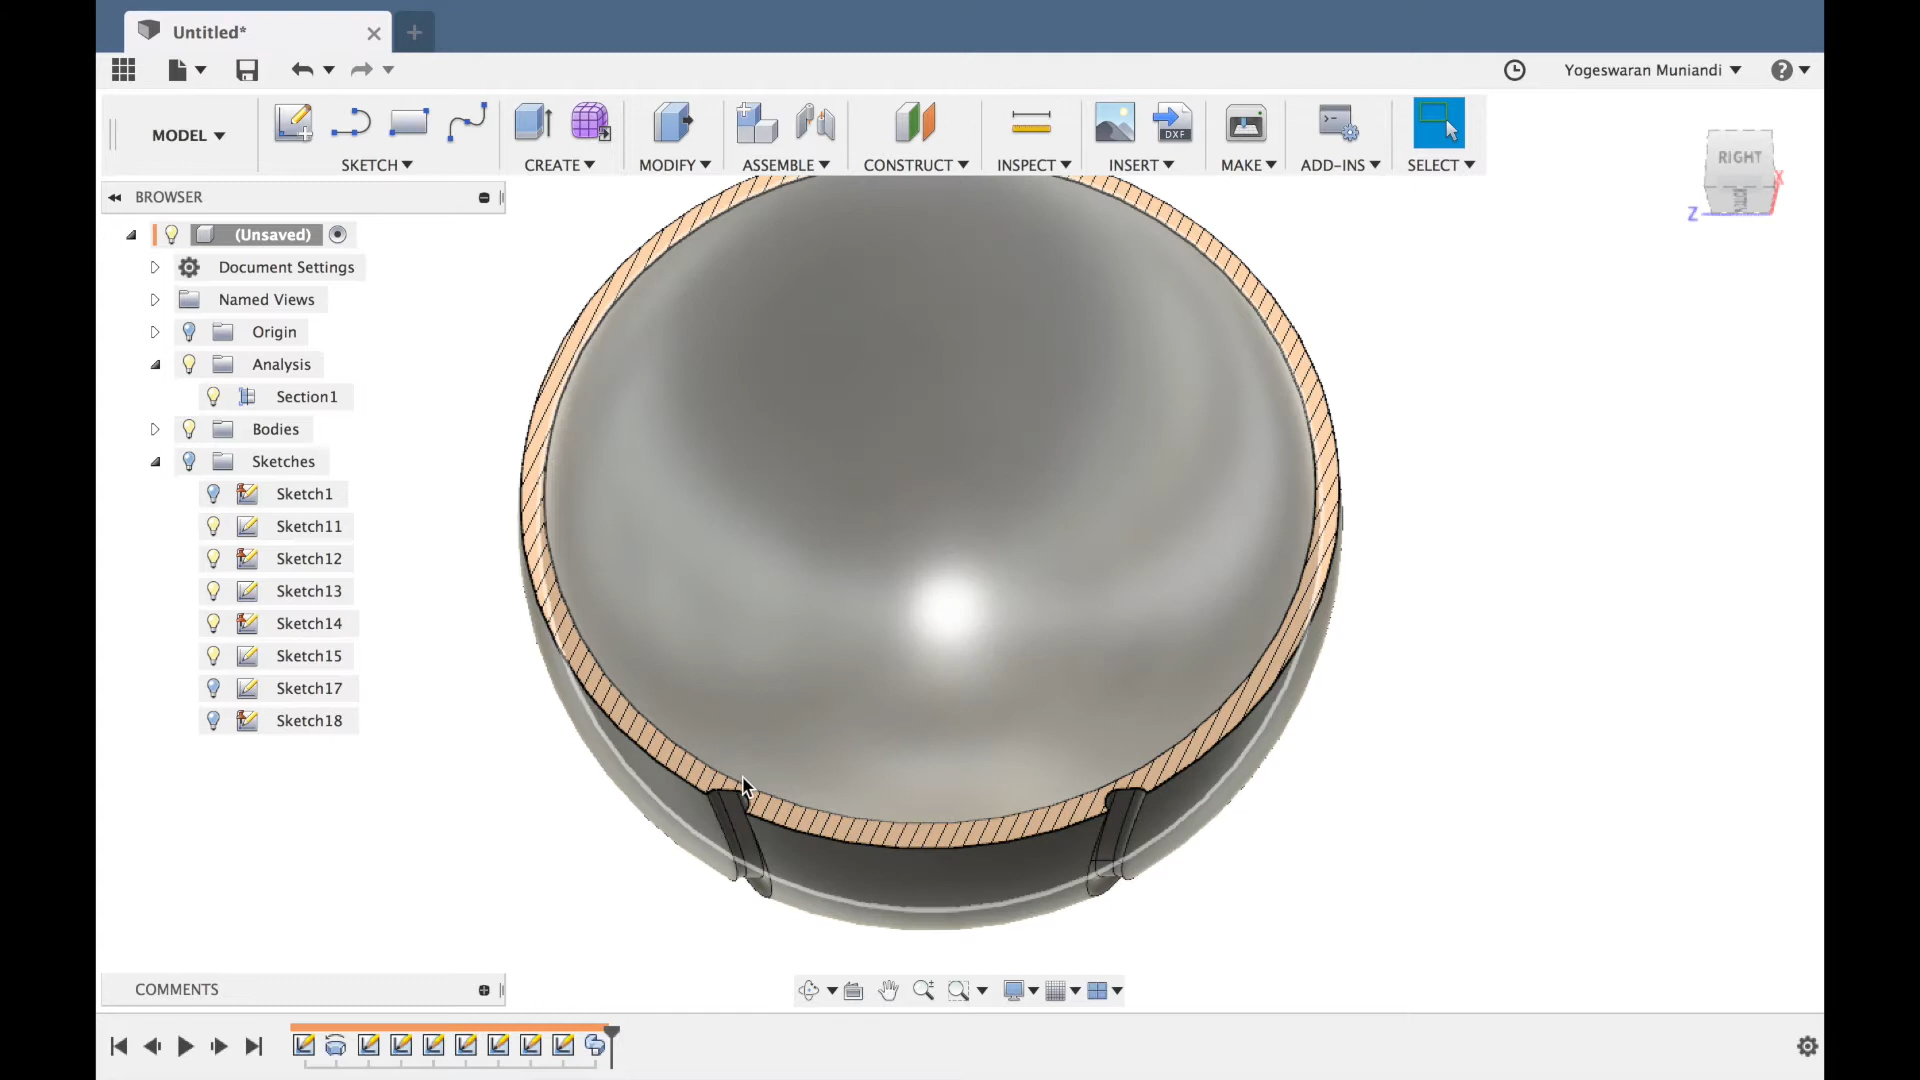 Untitled*
Yogeswaran Muniandi
MODEL
SKETCH
CREATE
MODIFY
ASSEMBLE
CONSTRUCT
INSPECT
INSERT
MAKE
ADD-INS
SELECT
DXF
RIGHT
X
Z
BROWSER
(Unsaved)
Document Settings
Named Views
Origin
Analysis
Section1
Bodies
Sketches
Sketch1
Sketch11
Sketch12
Sketch13
Sketch14
Sketch15
Sketch17
Sketch18
COMMENTS